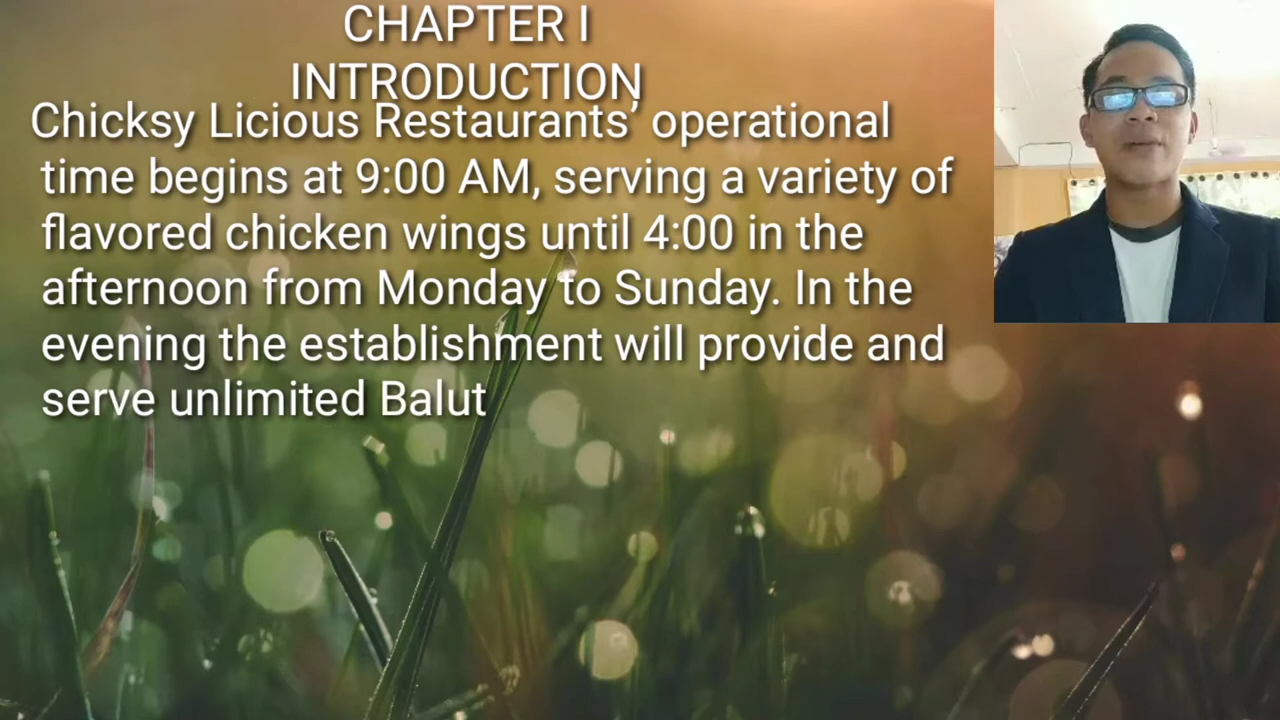 CHAPTER I
INTRODUCTION
Chicksy Licious Restaurants’ operational
time begins at 9:00 AM, serving a variety of
flavored chicken wings until 4:00 in the
afternoon from Monday to Sunday. In the
evening the establishment will provide and
serve unlimited Balut